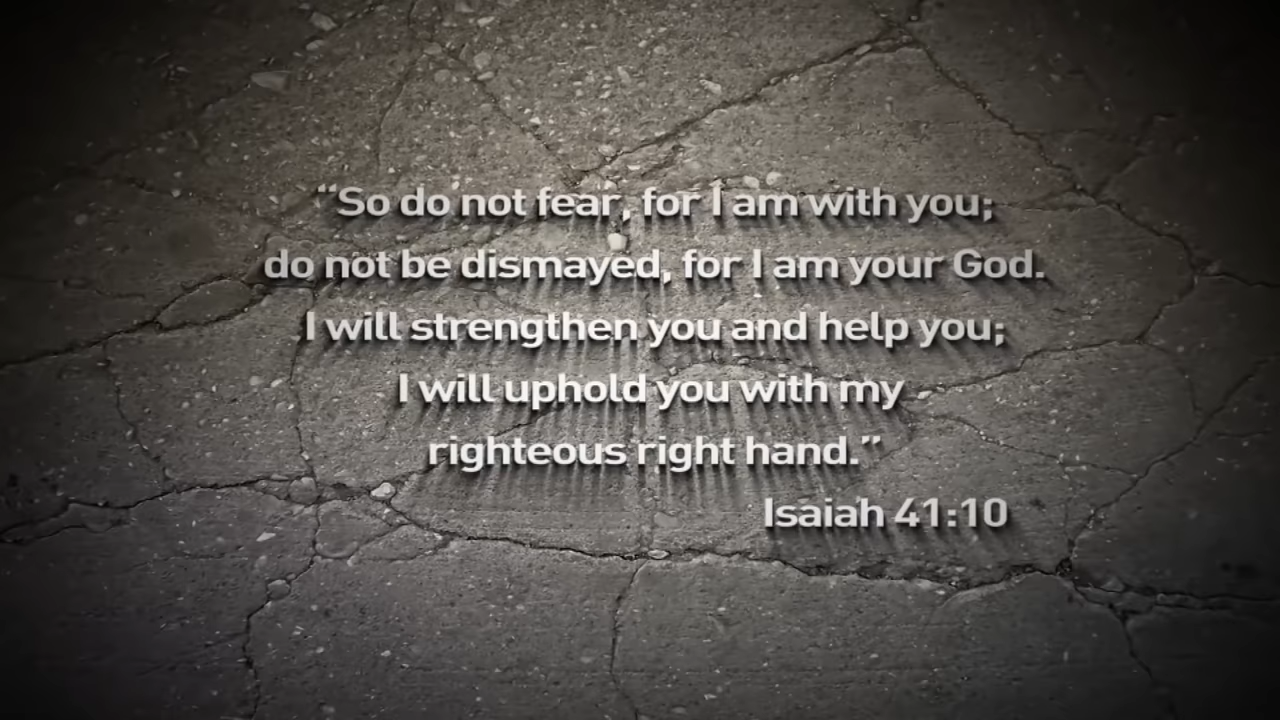 “So do not fear, for I am with you;
do not be dismayed, for I am your God.
I will strengthen you and help you;
I will uphold you with my
righteous right hand.”
Isaiah 41:10